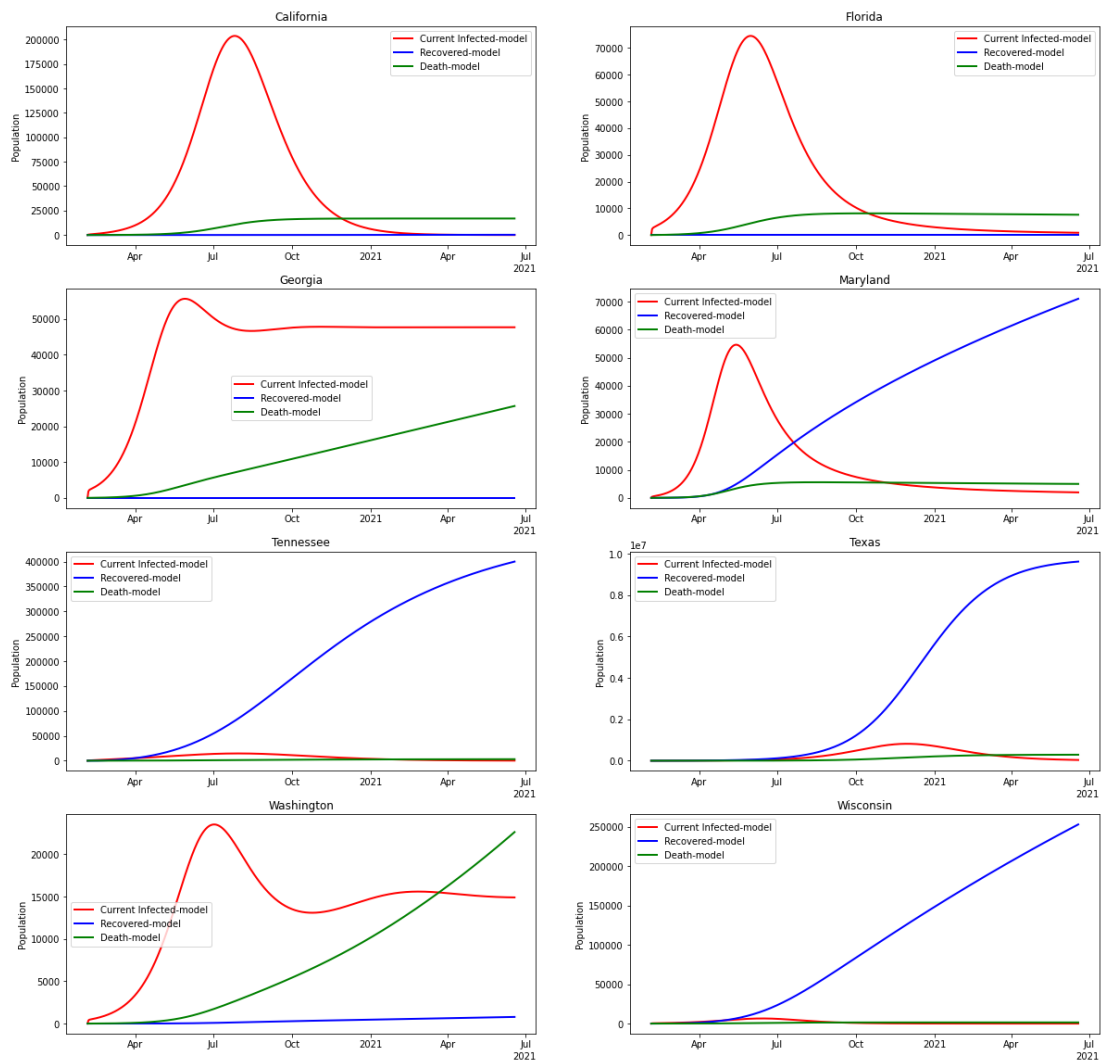 California
200000
175000
150000
125000
100000
75000
50000
25000
0
Population
Current Infected-model
Recovered-model
Death-model
Apr Jul Oct 2021 Apr Jul
2021
Florida
70000
60000
50000
40000
30000
20000
10000
0
Population
Current Infected-model
Recovered-model
Death-model
Apr Jul Oct 2021 Apr Jul
2021
Georgia
50000
40000
30000
20000
10000
0
Population
Current Infected-model
Recovered-model
Death-model
Apr Jul Oct 2021 Apr Jul
2021
Maryland
70000
60000
50000
40000
30000
20000
10000
0
Population
Current Infected-model
Recovered-model
Death-model
Apr Jul Oct 2021 Apr Jul
2021
Tennessee
400000
350000
300000
250000
200000
150000
100000
50000
0
Population
Current Infected-model
Recovered-model
Death-model
Apr Jul Oct 2021 Apr Jul
2021
Texas
1e7
1.0
0.8
0.6
0.4
0.2
0.0
Population
Current Infected-model
Recovered-model
Death-model
Apr Jul Oct 2021 Apr Jul
2021
Washington
20000
15000
10000
5000
0
Population
Current Infected-model
Recovered-model
Death-model
Apr Jul Oct 2021 Apr Jul
2021
Wisconsin
250000
200000
150000
100000
50000
0
Population
Current Infected-model
Recovered-model
Death-model
Apr Jul Oct 2021 Apr Jul
2021